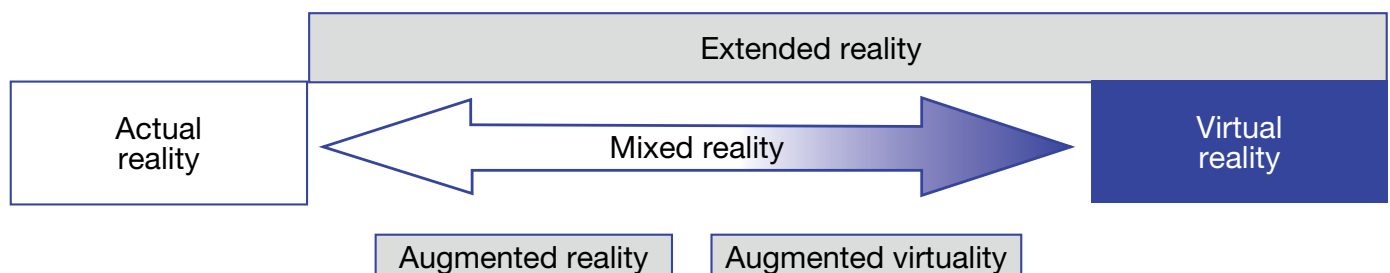 Extended reality
Actual
reality
Mixed reality
Virtual
reality
Augmented reality
Augmented virtuality